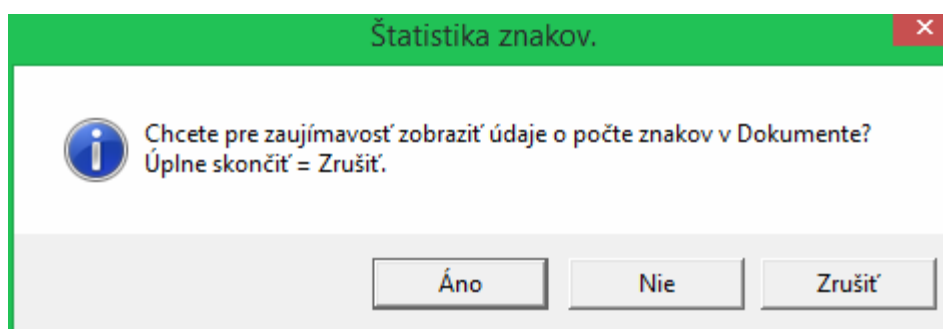 Štatistika znakov.
Chcete pre zaujímavosť zobraziť údaje o počte znakov v Dokumente?
Úplne skončiť = Zrušiť.
Áno
Nie
Zrušiť